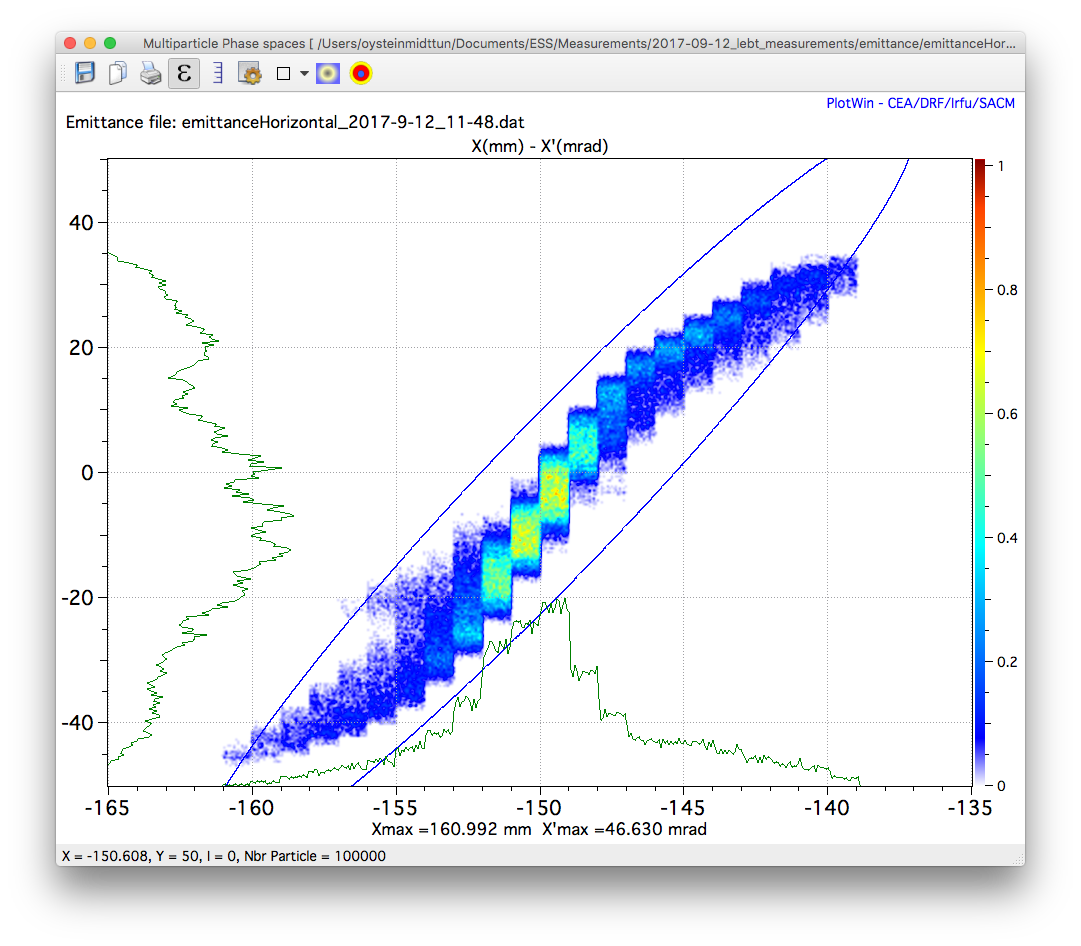 Multiparticle Phase spaces [ /Users/oysteinmidttun/Documents/ESS/Measurements/2017-09-12_lebt_measurements/emittance/emittanceHor...
ε
PlotWin - CEA/DRF/Irfu/SACM
Emittance file: emittanceHorizontal_2017-9-12_11-48.dat
X(mm) - X'(mrad)
40
20
0
-20
-40
1
0.8
0.6
0.4
0.2
0
-165 -160 -155 -150 -145 -140 -135
Xmax =160.992 mm X'max =46.630 mrad
X = -150.608, Y = 50, I = 0, Nbr Particle = 100000